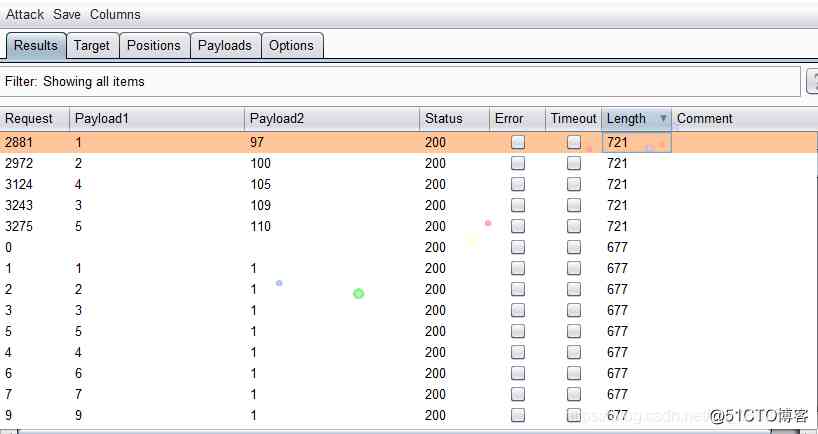 Attack Save Columns
Results Target Positions Payloads Options
Filter: Showing all items
Request Payload1 Payload2 Status Error Timeout Length Comment
2881 1 97 200 721
2972 2 100 200 721
3124 4 105 200 721
3243 3 109 200 721
3275 5 110 200 721
0 200 677
1 1 1 200 677
2 2 1 200 677
3 3 1 200 677
5 5 1 200 677
4 4 1 200 677
6 6 1 200 677
7 7 1 200 677
9 9 1 200 677
@51CTO博客